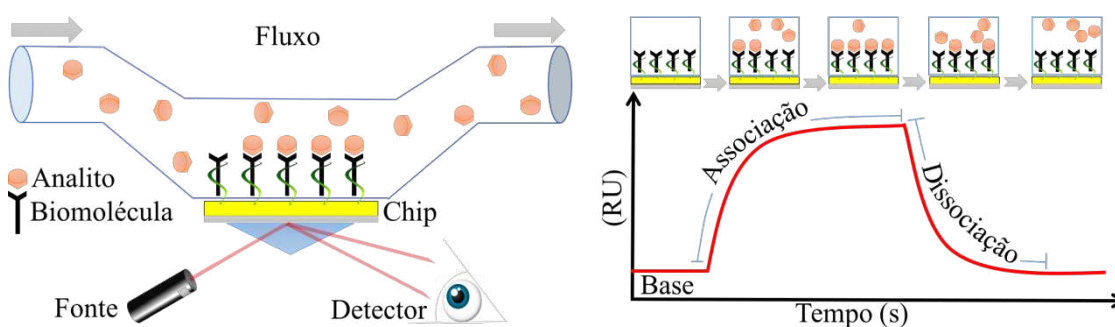 Fluxo
Analito
Biomolécula
Chip
Fonte
Detector
(RU)
Associação
Dissociação
Base
Tempo (s)